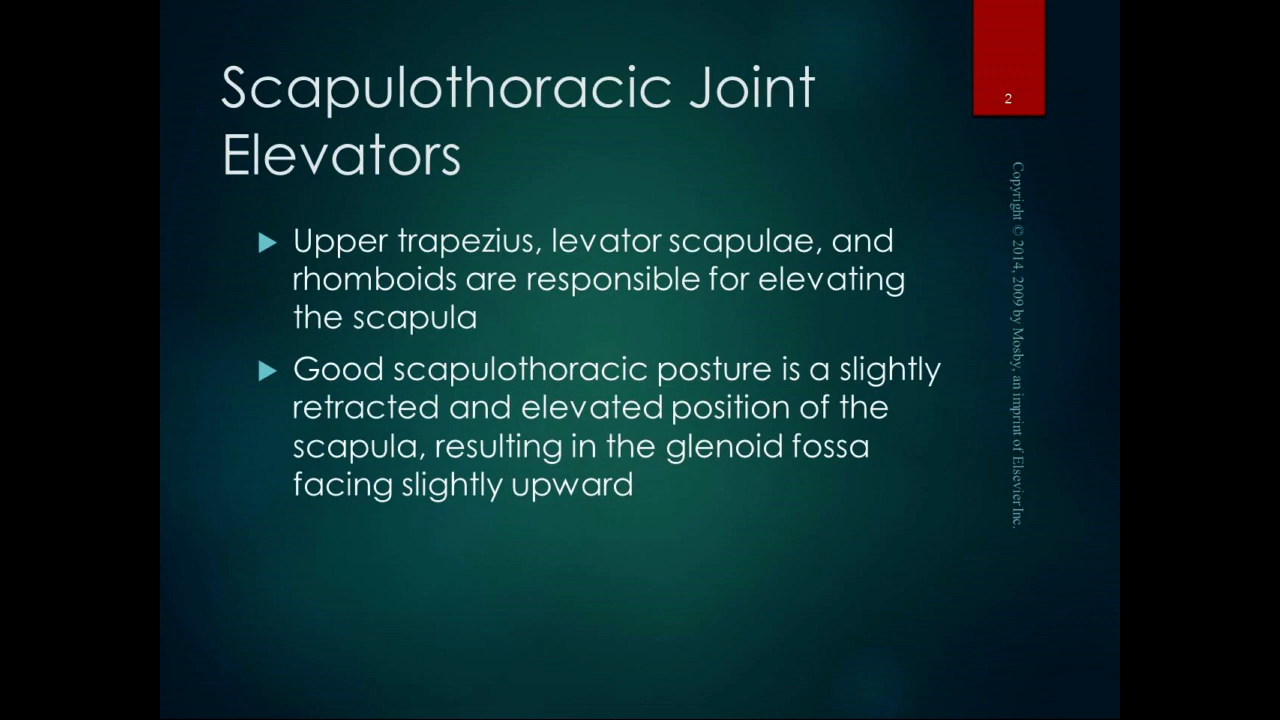 Scapulothoracic Joint
Elevators
2
Upper trapezius, levator scapulae, and
rhomboids are responsible for elevating
the scapula
Good scapulothoracic posture is a slightly
retracted and elevated position of the
scapula, resulting in the glenoid fossa
facing slightly upward
Copyright © 2014, 2009 by Mosby, an imprint of Elsevier Inc.